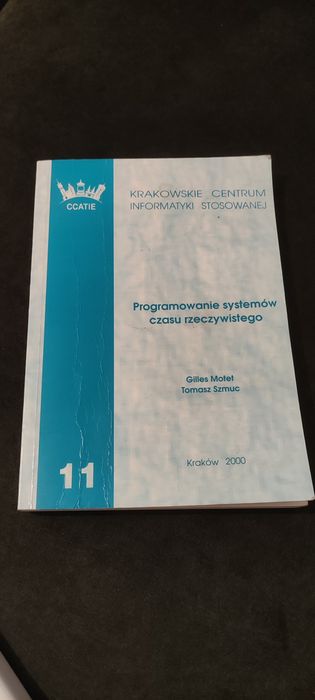 CCATIE
KRAKOWSKIE CENTRUM
INFORMATYKI STOSOWANEJ
Programowanie systemów
czasu rzeczywistego
Gilles Motet
Tomasz Szmuc
11
Kraków 2000